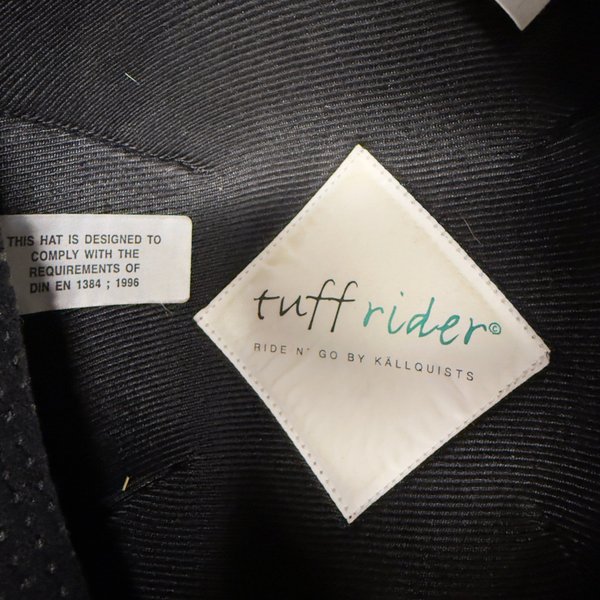 THIS HAT IS DESIGNED TO
COMPLY WITH THE
REQUIREMENTS OF
DIN EN 1384 ; 1996
tuff rider©
RIDE N' GO BY KÄLLQUISTS